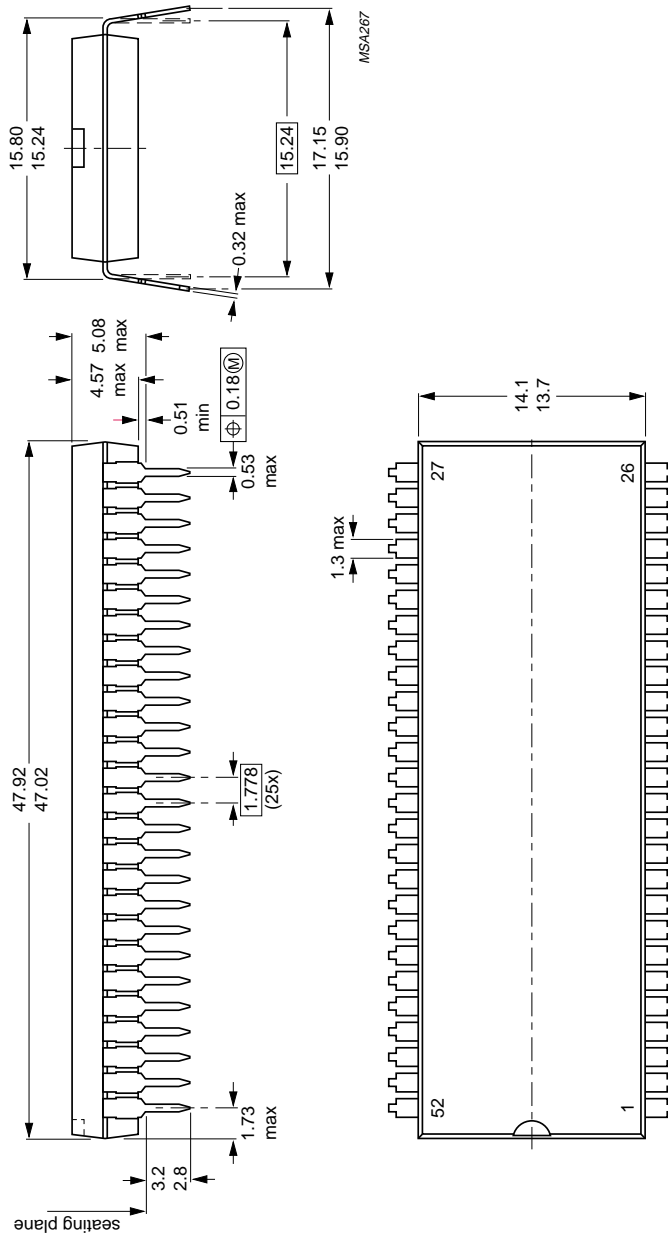 seating plane
47.92
47.02
4.57
max
5.08
max
15.80
15.24
3.2
2.8
1.73
max
1.778
(25x)
0.53
max
0.51
min
⌖ 0.18 Ⓜ
0.32 max
15.24
17.15
15.90
MSA267
52
27
1.3 max
14.1
13.7
1
26